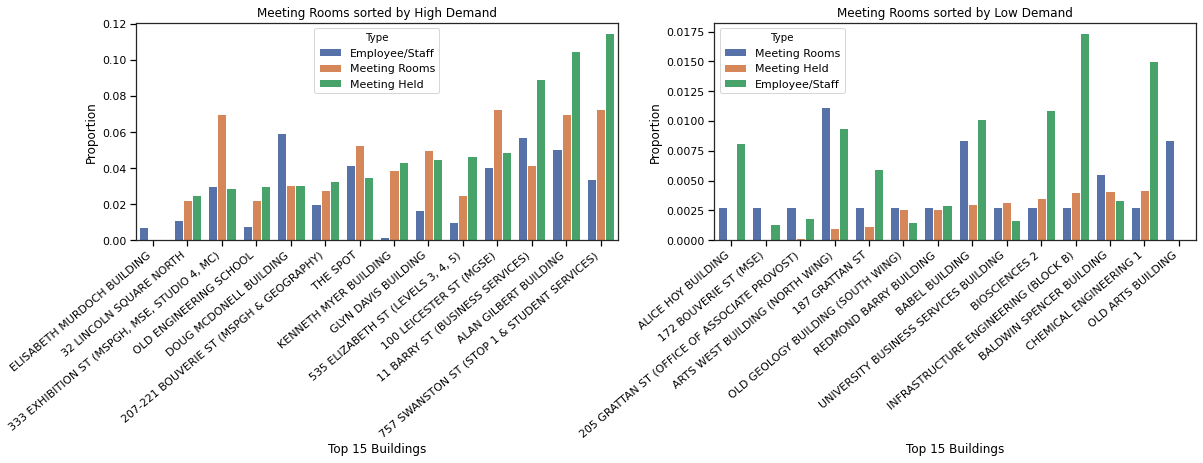 Meeting Rooms sorted by High Demand
Proportion
0.12
0.10
0.08
0.06
0.04
0.02
0.00
Type
Employee/Staff
Meeting Rooms
Meeting Held
ELISABETH MURDOCH BUILDING
32 LINCOLN SQUARE NORTH
333 EXHIBITION ST (MSPGH, MSE, STUDIO 4, MC)
OLD ENGINEERING SCHOOL
DOUG MCDONELL BUILDING
207-221 BOUVERIE ST (MSPGH & GEOGRAPHY)
THE SPOT
KENNETH MYER BUILDING
GLYN DAVIS BUILDING
535 ELIZABETH ST (LEVELS 3, 4, 5)
100 LEICESTER ST (MGSE)
11 BARRY ST (BUSINESS SERVICES)
ALAN GILBERT BUILDING
757 SWANSTON ST (STOP 1 & STUDENT SERVICES)
Top 15 Buildings
Meeting Rooms sorted by Low Demand
Proportion
0.0175
0.0150
0.0125
0.0100
0.0075
0.0050
0.0025
0.0000
Type
Meeting Rooms
Meeting Held
Employee/Staff
ALICE HOY BUILDING
172 BOUVERIE ST (MSE)
205 GRATTAN ST (OFFICE OF ASSOCIATE PROVOST)
ARTS WEST BUILDING (NORTH WING)
187 GRATTAN ST
OLD GEOLOGY BUILDING (SOUTH WING)
REDMOND BARRY BUILDING
BABEL BUILDING
UNIVERSITY BUSINESS SERVICES BUILDING
BIOSCIENCES 2
INFRASTRUCTURE ENGINEERING (BLOCK B)
BALDWIN SPENCER BUILDING
CHEMICAL ENGINEERING 1
OLD ARTS BUILDING
Top 15 Buildings